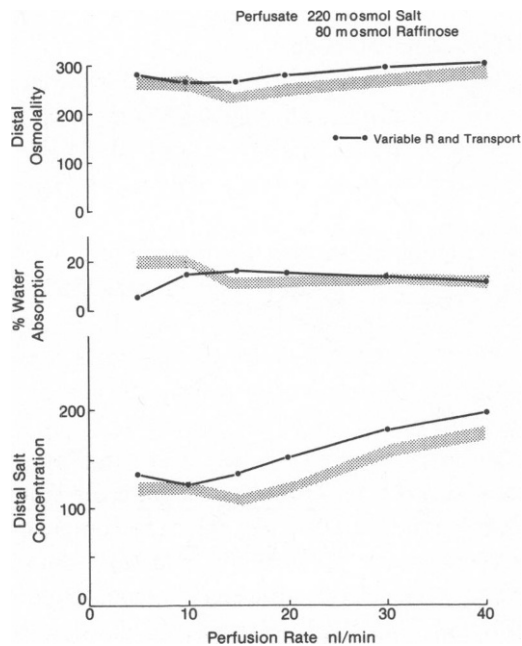 Perfusate 220 mosmol Salt
80 mosmol Raffinose
Distal
Osmolality
300
200
100
0
Variable R and Transport
% Water
Absorption
20
0
Distal Salt
Concentration
200
100
0
0 10 20 30 40
Perfusion Rate nl/min